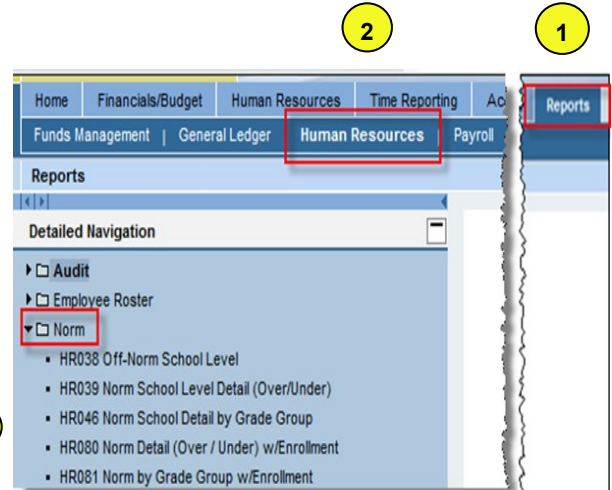 2 1
Home Financials/Budget Human Resources Time Reporting Ac Reports
Funds Management | General Ledger Human Resources Payroll
Reports
Detailed Navigation
Audit
Employee Roster
Norm
HR038 Off-Norm School Level
HR039 Norm School Level Detail (Over/Under)
HR046 Norm School Detail by Grade Group
HR080 Norm Detail (Over / Under) w/Enrollment
HR081 Norm by Grade Group w/Enrollment